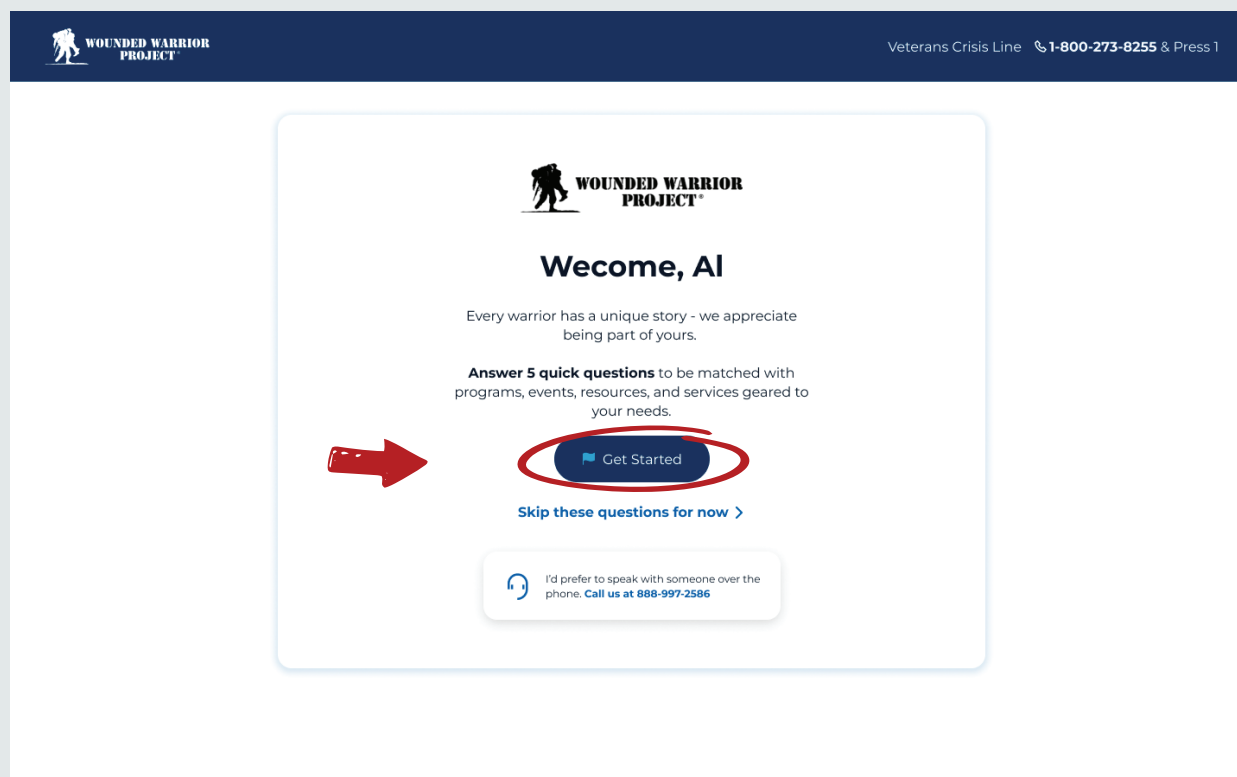 WOUNDED WARRIOR
PROJECT®
Veterans Crisis Line 1-800-273-8255 & Press 1
WOUNDED WARRIOR
PROJECT®
Wecome, Al
Every warrior has a unique story - we appreciate
being part of yours.
Answer 5 quick questions to be matched with
programs, events, resources, and services geared to
your needs.
Get Started
Skip these questions for now
I'd prefer to speak with someone over the
phone. Call us at 888-997-2586